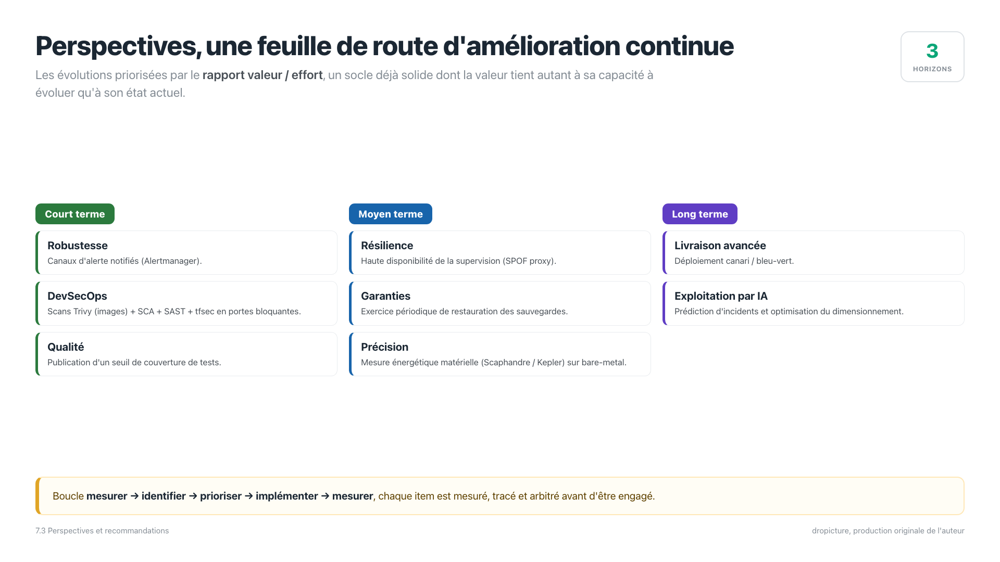 Perspectives, une feuille de route d'amélioration continue
Les évolutions priorisées par le rapport valeur / effort, un socle déjà solide dont la valeur tient autant à sa capacité à
évoluer qu'à son état actuel.
3
HORIZONS
Court terme
Robustesse
Canaux d'alerte notifiés (Alertmanager).
DevSecOps
Scans Trivy (images) + SCA + SAST + tfsec en portes bloquantes.
Qualité
Publication d'un seuil de couverture de tests.
Moyen terme
Résilience
Haute disponibilité de la supervision (SPOF proxy).
Garanties
Exercice périodique de restauration des sauvegardes.
Précision
Mesure énergétique matérielle (Scaphandre / Kepler) sur bare-metal.
Long terme
Livraison avancée
Déploiement canari / bleu-vert.
Exploitation par IA
Prédiction d'incidents et optimisation du dimensionnement.
Boucle mesurer → identifier → prioriser → implémenter → mesurer, chaque item est mesuré, tracé et arbitré avant d'être engagé.
7.3 Perspectives et recommandations
dropicture, production originale de l'auteur